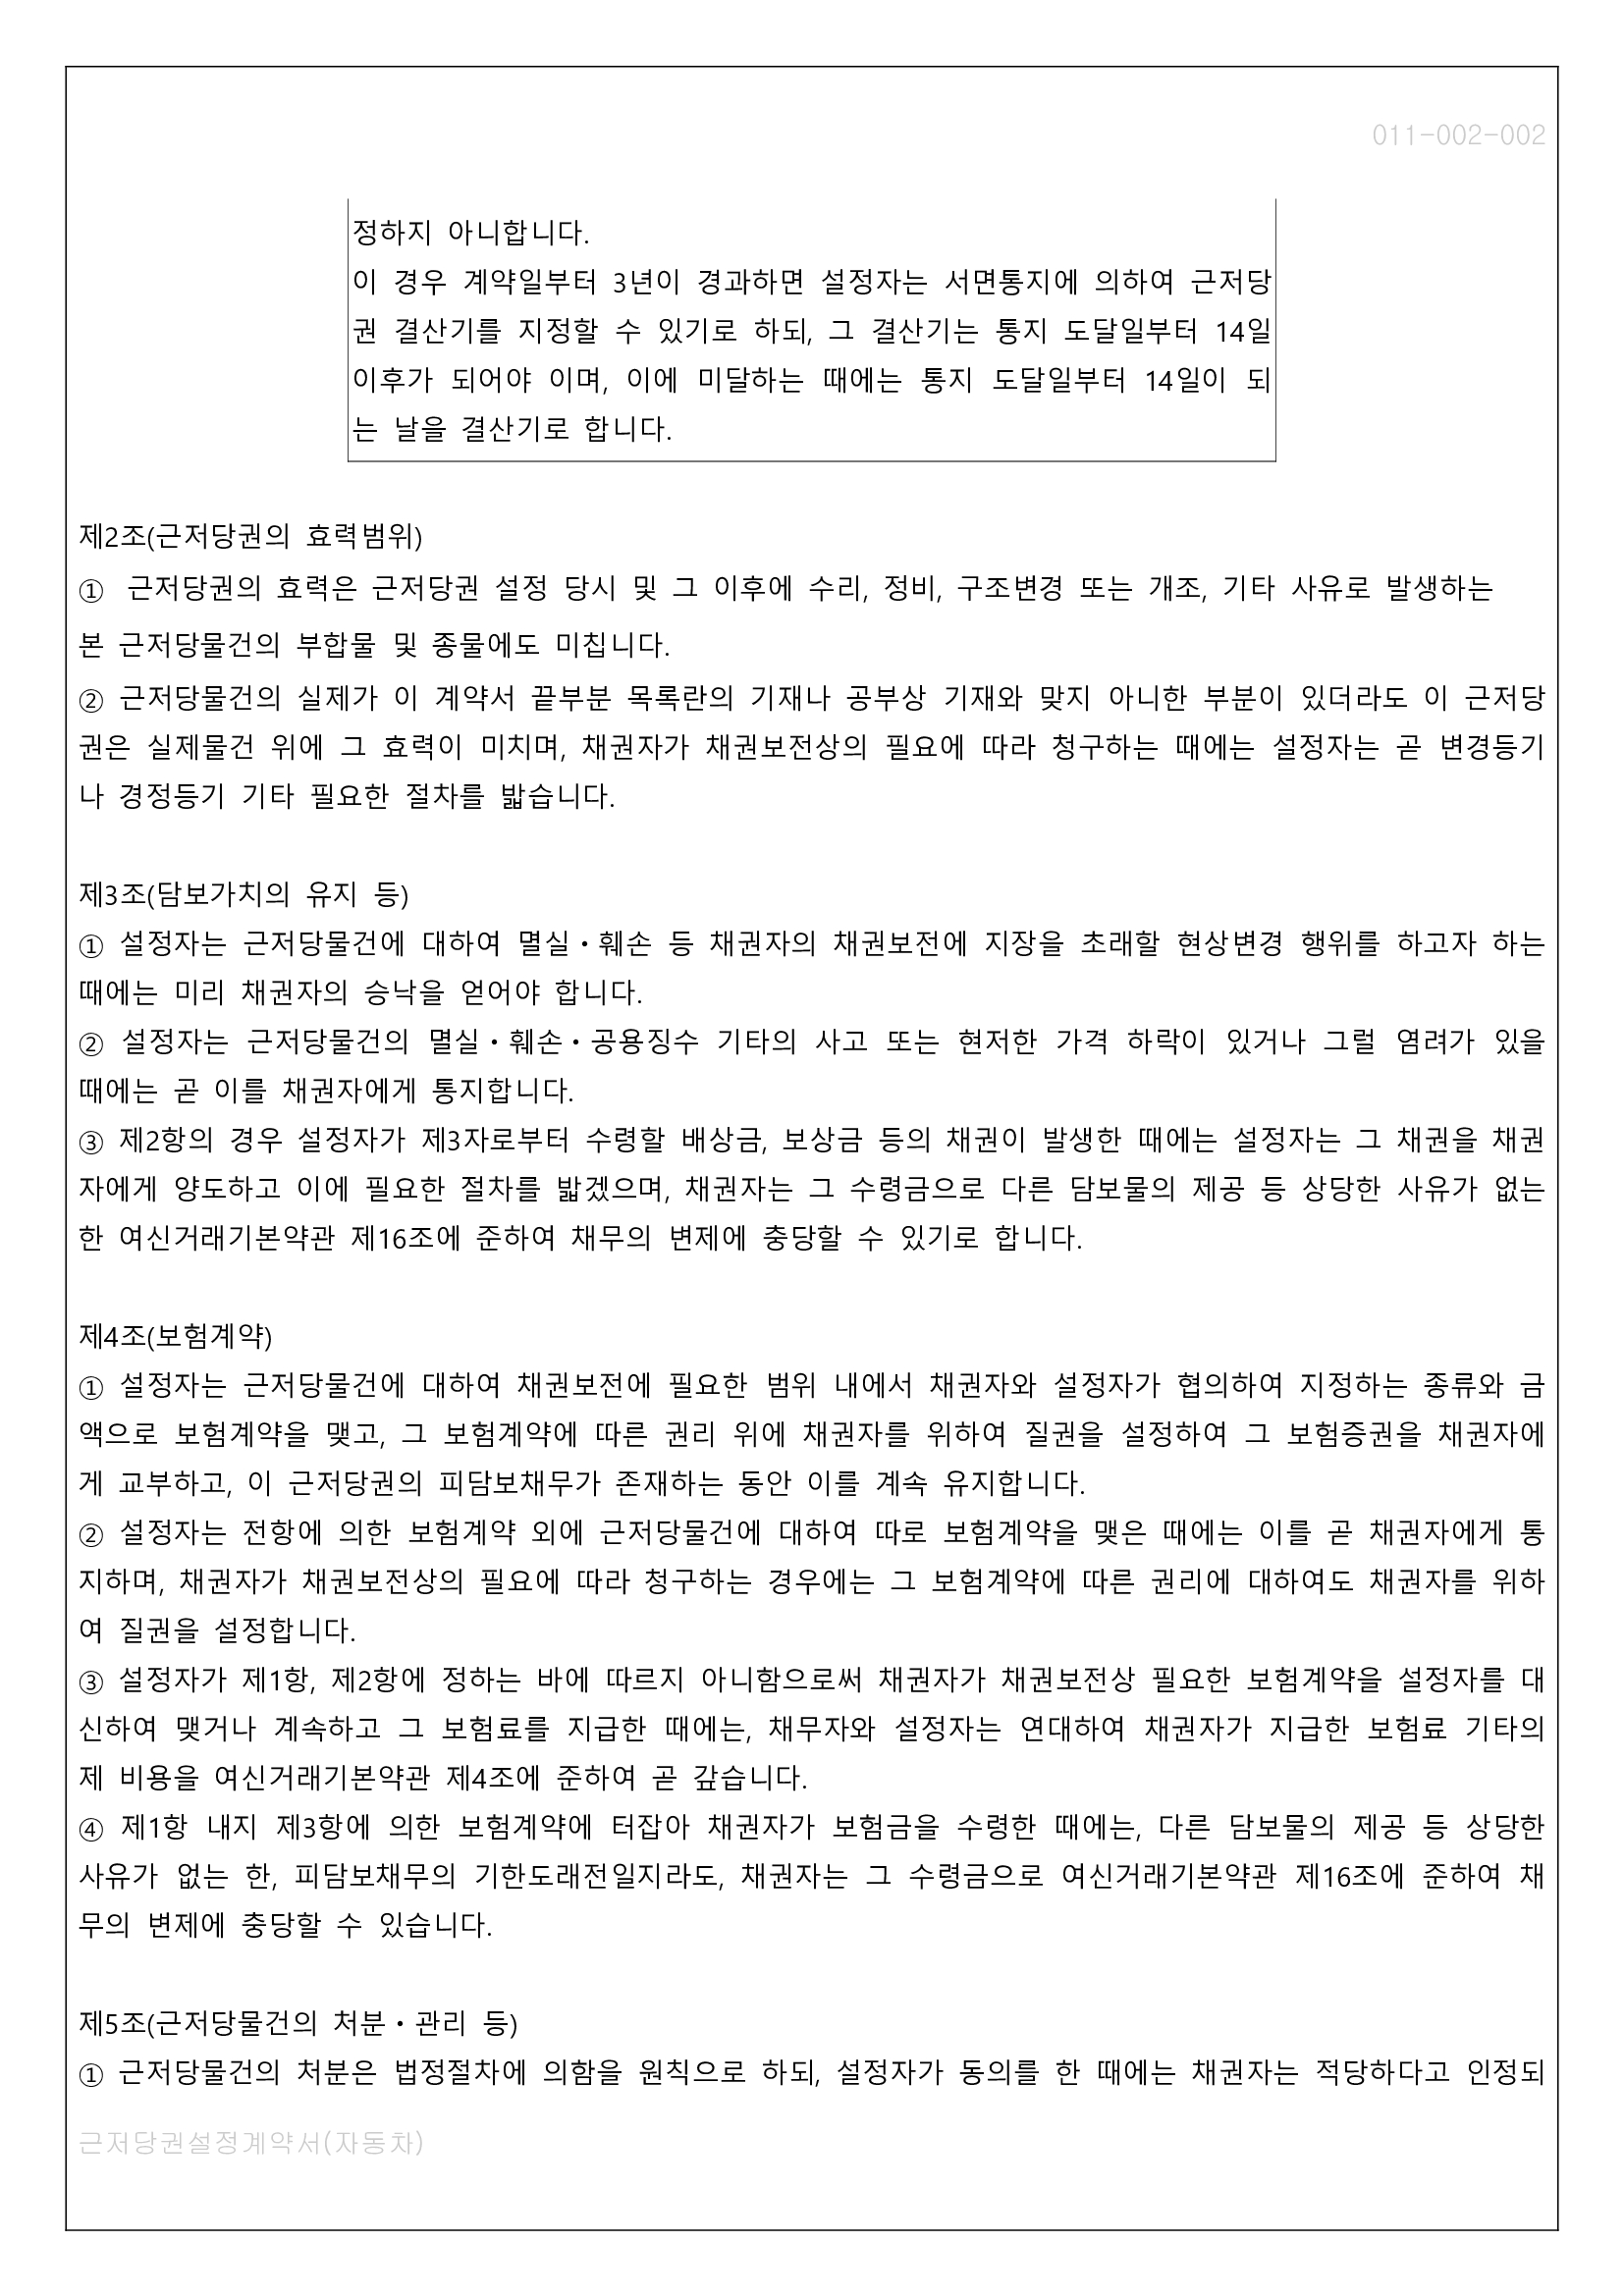 011-002-002
정하지 아니합니다.
이 경우 계약일부터 3년이 경과하면 설정자는 서면통지에 의하여 근저당
권 결산기를 지정할 수 있기로 하되, 그 결산기는 통지 도달일부터 14일
이후가 되어야 이며, 이에 미달하는 때에는 통지 도달일부터 14일이 되
는 날을 결산기로 합니다.
제2조(근저당권의 효력범위)
① 근저당권의 효력은 근저당권 설정 당시 및 그 이후에 수리, 정비, 구조변경 또는 개조, 기타 사유로 발생하는
본 근저당물건의 부합물 및 종물에도 미칩니다.
② 근저당물건의 실제가 이 계약서 끝부분 목록란의 기재나 공부상 기재와 맞지 아니한 부분이 있더라도 이 근저당
권은 실제물건 위에 그 효력이 미치며, 채권자가 채권보전상의 필요에 따라 청구하는 때에는 설정자는 곧 변경등기
나 경정등기 기타 필요한 절차를 밟습니다.
제3조(담보가치의 유지 등)
① 설정자는 근저당물건에 대하여 멸실·훼손 등 채권자의 채권보전에 지장을 초래할 현상변경 행위를 하고자 하는
때에는 미리 채권자의 승낙을 얻어야 합니다.
② 설정자는 근저당물건의 멸실·훼손·공용징수 기타의 사고 또는 현저한 가격 하락이 있거나 그럴 염려가 있을
때에는 곧 이를 채권자에게 통지합니다.
③ 제2항의 경우 설정자가 제3자로부터 수령할 배상금, 보상금 등의 채권이 발생한 때에는 설정자는 그 채권을 채권
자에게 양도하고 이에 필요한 절차를 밟겠으며, 채권자는 그 수령금으로 다른 담보물의 제공 등 상당한 사유가 없는
한 여신거래기본약관 제16조에 준하여 채무의 변제에 충당할 수 있기로 합니다.
제4조(보험계약)
① 설정자는 근저당물건에 대하여 채권보전에 필요한 범위 내에서 채권자와 설정자가 협의하여 지정하는 종류와 금
액으로 보험계약을 맺고, 그 보험계약에 따른 권리 위에 채권자를 위하여 질권을 설정하여 그 보험증권을 채권자에
게 교부하고, 이 근저당권의 피담보채무가 존재하는 동안 이를 계속 유지합니다.
② 설정자는 전항에 의한 보험계약 외에 근저당물건에 대하여 따로 보험계약을 맺은 때에는 이를 곧 채권자에게 통
지하며, 채권자가 채권보전상의 필요에 따라 청구하는 경우에는 그 보험계약에 따른 권리에 대하여도 채권자를 위하
여 질권을 설정합니다.
③ 설정자가 제1항, 제2항에 정하는 바에 따르지 아니함으로써 채권자가 채권보전상 필요한 보험계약을 설정자를 대
신하여 맺거나 계속하고 그 보험료를 지급한 때에는, 채무자와 설정자는 연대하여 채권자가 지급한 보험료 기타의
제 비용을 여신거래기본약관 제4조에 준하여 곧 갚습니다.
④ 제1항 내지 제3항에 의한 보험계약에 터잡아 채권자가 보험금을 수령한 때에는, 다른 담보물의 제공 등 상당한
사유가 없는 한, 피담보채무의 기한도래전일지라도, 채권자는 그 수령금으로 여신거래기본약관 제16조에 준하여 채
무의 변제에 충당할 수 있습니다.
제5조(근저당물건의 처분·관리 등)
① 근저당물건의 처분은 법정절차에 의함을 원칙으로 하되, 설정자가 동의를 한 때에는 채권자는 적당하다고 인정되
근저당권설정계약서(자동차)